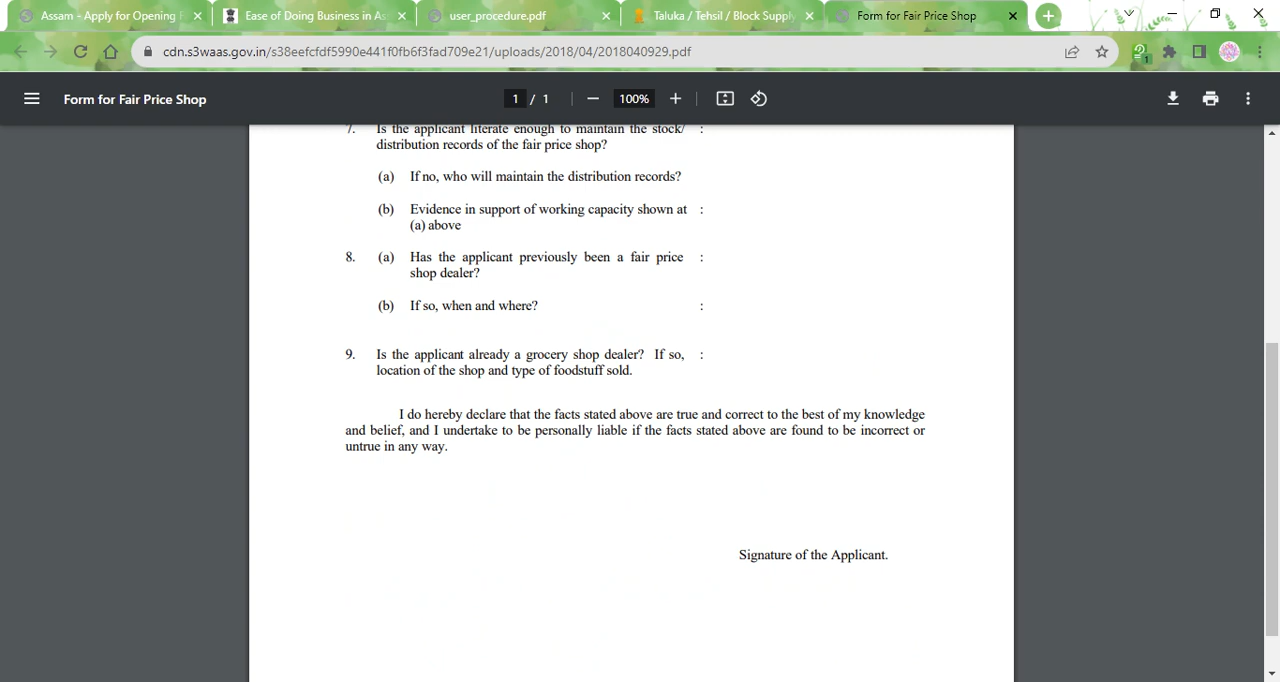 Assam - Apply for Opening F
Ease of Doing Business in As
user_procedure.pdf
Taluka / Tehsil / Block Supply
Form for Fair Price Shop
cdn.s3waas.gov.in/s38eefcfdf5990e441f0fb6f3fad709e21/uploads/2018/04/2018040929.pdf
1
Form for Fair Price Shop
1 / 1
100%
7. Is the applicant literate enough to maintain the stock/ :
distribution records of the fair price shop?
(a) If no, who will maintain the distribution records?
(b) Evidence in support of working capacity shown at :
(a) above
8. (a) Has the applicant previously been a fair price :
shop dealer?
(b) If so, when and where? :
9. Is the applicant already a grocery shop dealer? If so, :
location of the shop and type of foodstuff sold.
I do hereby declare that the facts stated above are true and correct to the best of my knowledge
and belief, and I undertake to be personally liable if the facts stated above are found to be incorrect or
untrue in any way.
Signature of the Applicant.